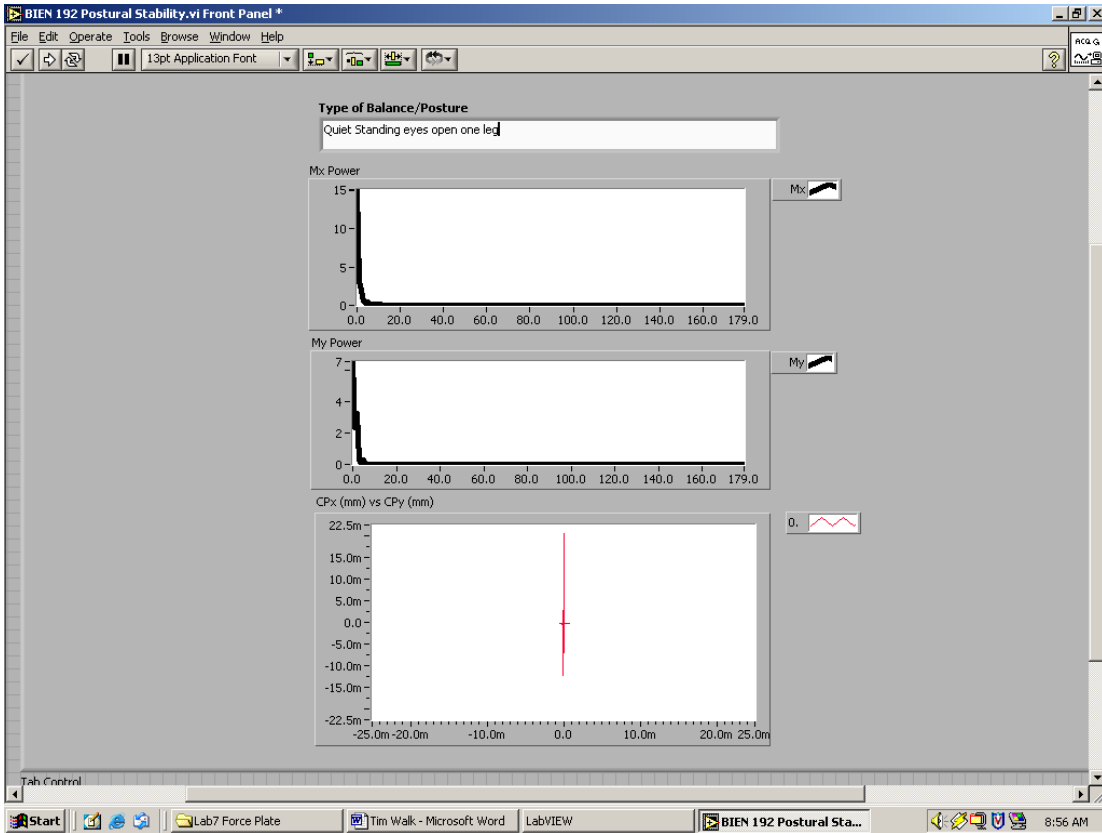 BIEN 192 Postural Stability.vi Front Panel *
File Edit Operate Tools Browse Window Help
13pt Application Font
?
ACQ G
Type of Balance/Posture
Quiet Standing eyes open one leg
Mx Power
Mx
15
10
5
0
0.0 20.0 40.0 60.0 80.0 100.0 120.0 140.0 160.0 179.0
My Power
My
7
4
2
0
0.0 20.0 40.0 60.0 80.0 100.0 120.0 140.0 160.0 179.0
CPx (mm) vs CPy (mm)
0.
22.5m
15.0m
10.0m
5.0m
0.0
-5.0m
-10.0m
-15.0m
-22.5m
-25.0m -20.0m -10.0m 0.0 10.0m 20.0m 25.0m
Tab Control
Start Lab7 Force Plate Tim Walk - Microsoft Word LabVIEW BIEN 192 Postural Sta... 8:56 AM